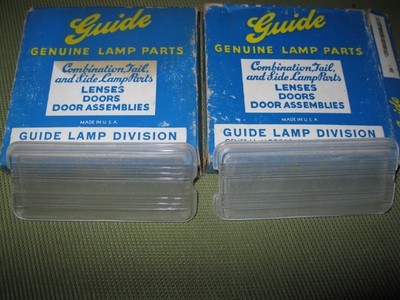 Guide
GENUINE LAMP PARTS
Combination, Tail,
and Side Lamp Parts
LENSES
DOORS
DOOR ASSEMBLIES
MADE IN U.S.A
GUIDE LAMP DIVISION
Guide
GENUINE LAMP PARTS
Combination, Tail,
and Side Lamp Parts
LENSES
DOORS
DOOR ASSEMBLIES
MADE IN U.S.A
GUIDE LAMP DIVISION